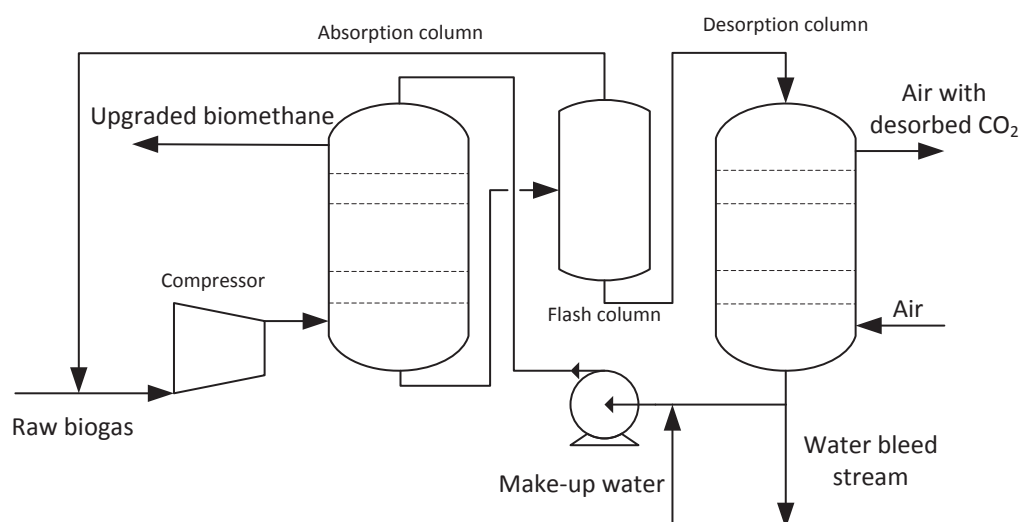 Absorption column
Desorption column
Upgraded biomethane
Air with
desorbed CO₂
Compressor
Flash column
Air
Raw biogas
Make-up water
Water bleed
stream